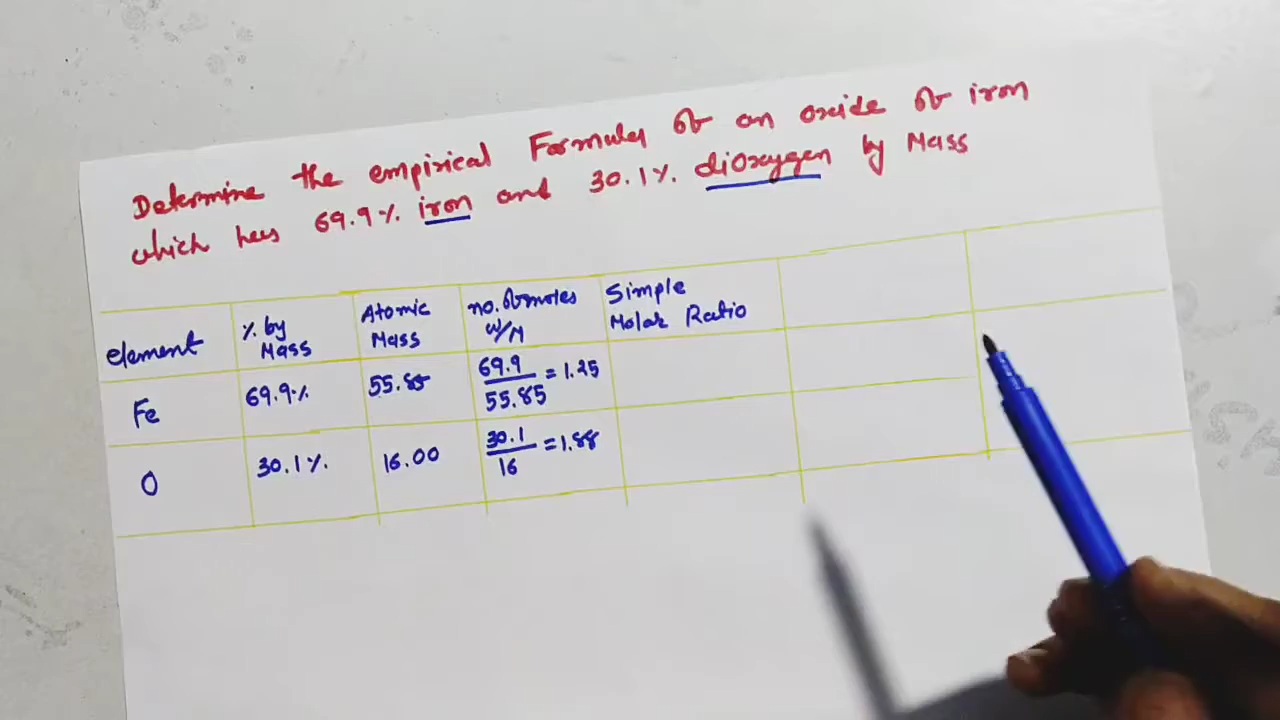 Determine the empirical Formula of an oxide of iron
which has 69.9% iron and 30.1% dioxygen by Mass
element
% by
Mass
Atomic
Mass
no. of moles
w/M
Simple
Molar Ratio
Fe
69.9%
55.85
69.9
55.85
= 1.25
O
30.1%
16.00
30.1
16
= 1.88